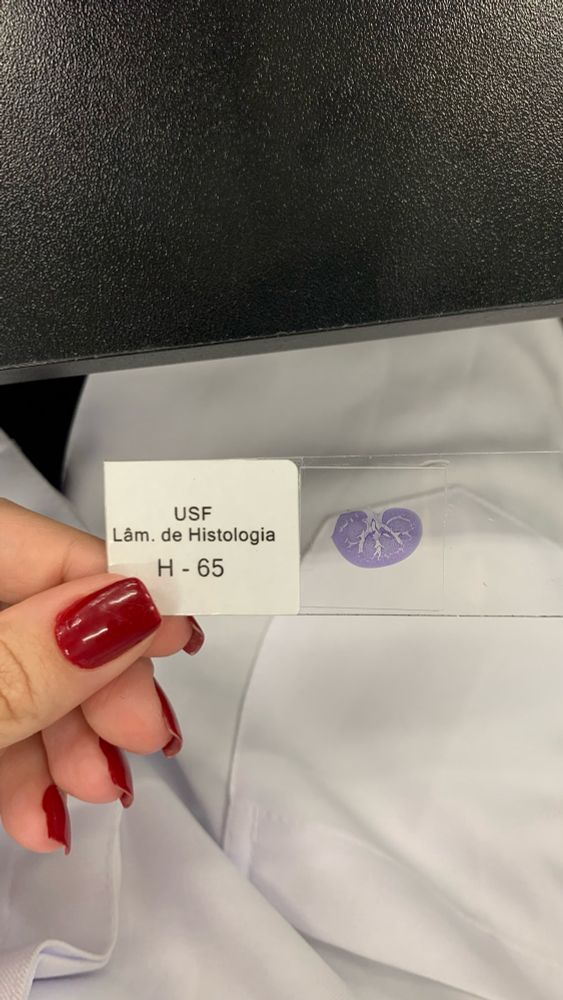 USF
Lâm. de Histologia
H - 65